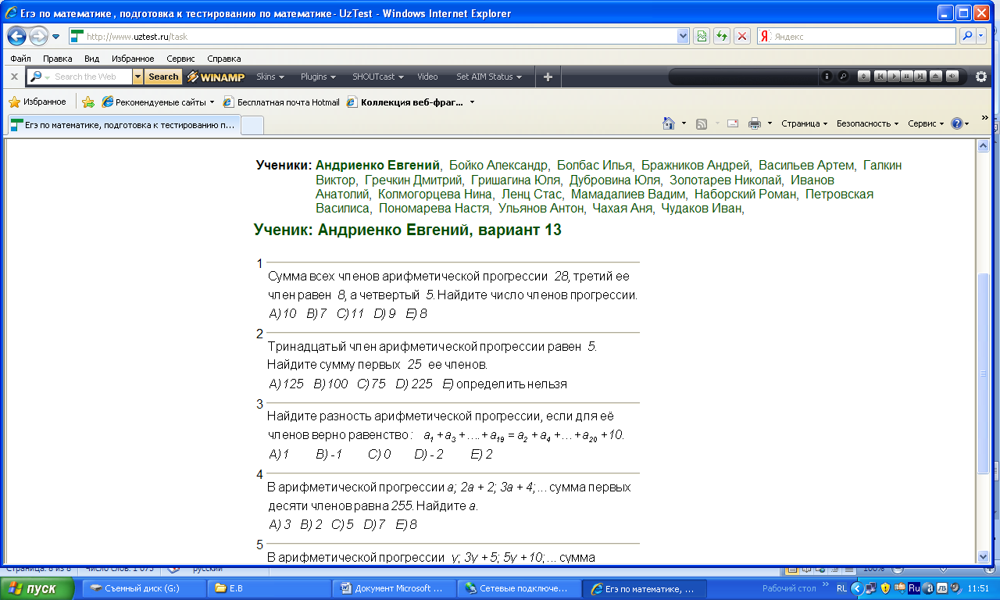 Егэ по математике , подготовка к тестированию по математике- UzTest - Windows Internet Explorer
http://www.uztest.ru/task
Яндекс
Файл Правка Вид Избранное Сервис Справка
x Search the Web Search WINAMP Skins Plugins SHOUTcast Video Set AIM Status
Избранное Рекомендуемые сайты Бесплатная почта Hotmail Коллекция веб-фраг...
Егэ по математике, подготовка к тестированию п... Страница Безопасность Сервис
Ученики: Андриенко Евгений, Бойко Александр, Болбас Илья, Бражников Андрей, Васильев Артем, Галкин
Виктор, Гречкин Дмитрий, Гришагина Юля, Дубровина Юля, Золотарев Николай, Иванов
Анатолий, Колмогорцева Нина, Ленц Стас, Мамадалиев Вадим, Наборский Роман, Петровская
Василиса, Пономарева Настя, Ульянов Антон, Чахая Аня, Чудаков Иван,
Ученик: Андриенко Евгений, вариант 13
1
Сумма всех членов арифметической прогрессии 28, третий ее
член равен 8, а четвертый 5. Найдите число членов прогрессии.
A) 10 B) 7 C) 11 D) 9 E) 8
2
Тринадцатый член арифметической прогрессии равен 5.
Найдите сумму первых 25 ее членов.
A) 125 B) 100 C) 75 D) 225 E) определить нельзя
3
Найдите разность арифметической прогрессии, если для её
членов верно равенство: a1 + a3 + .... + a19 = a2 + a4 + ... + a20 + 10.
A) 1 B) -1 C) 0 D) - 2 E) 2
4
В арифметической прогрессии a; 2a + 2; 3a + 4;... сумма первых
десяти членов равна 255. Найдите a.
A) 3 B) 2 C) 5 D) 7 E) 8
5
В арифметической прогрессии y; 3y + 5; 5y + 10;... сумма
Страница: 8 из 8 Число слов: 1 073 русский 100%
пуск Съемный диск (G:) Е.В Документ Microsoft ... Сетевые подключе... Егэ по математике, ... Рабочий стол RL Ru 11:51